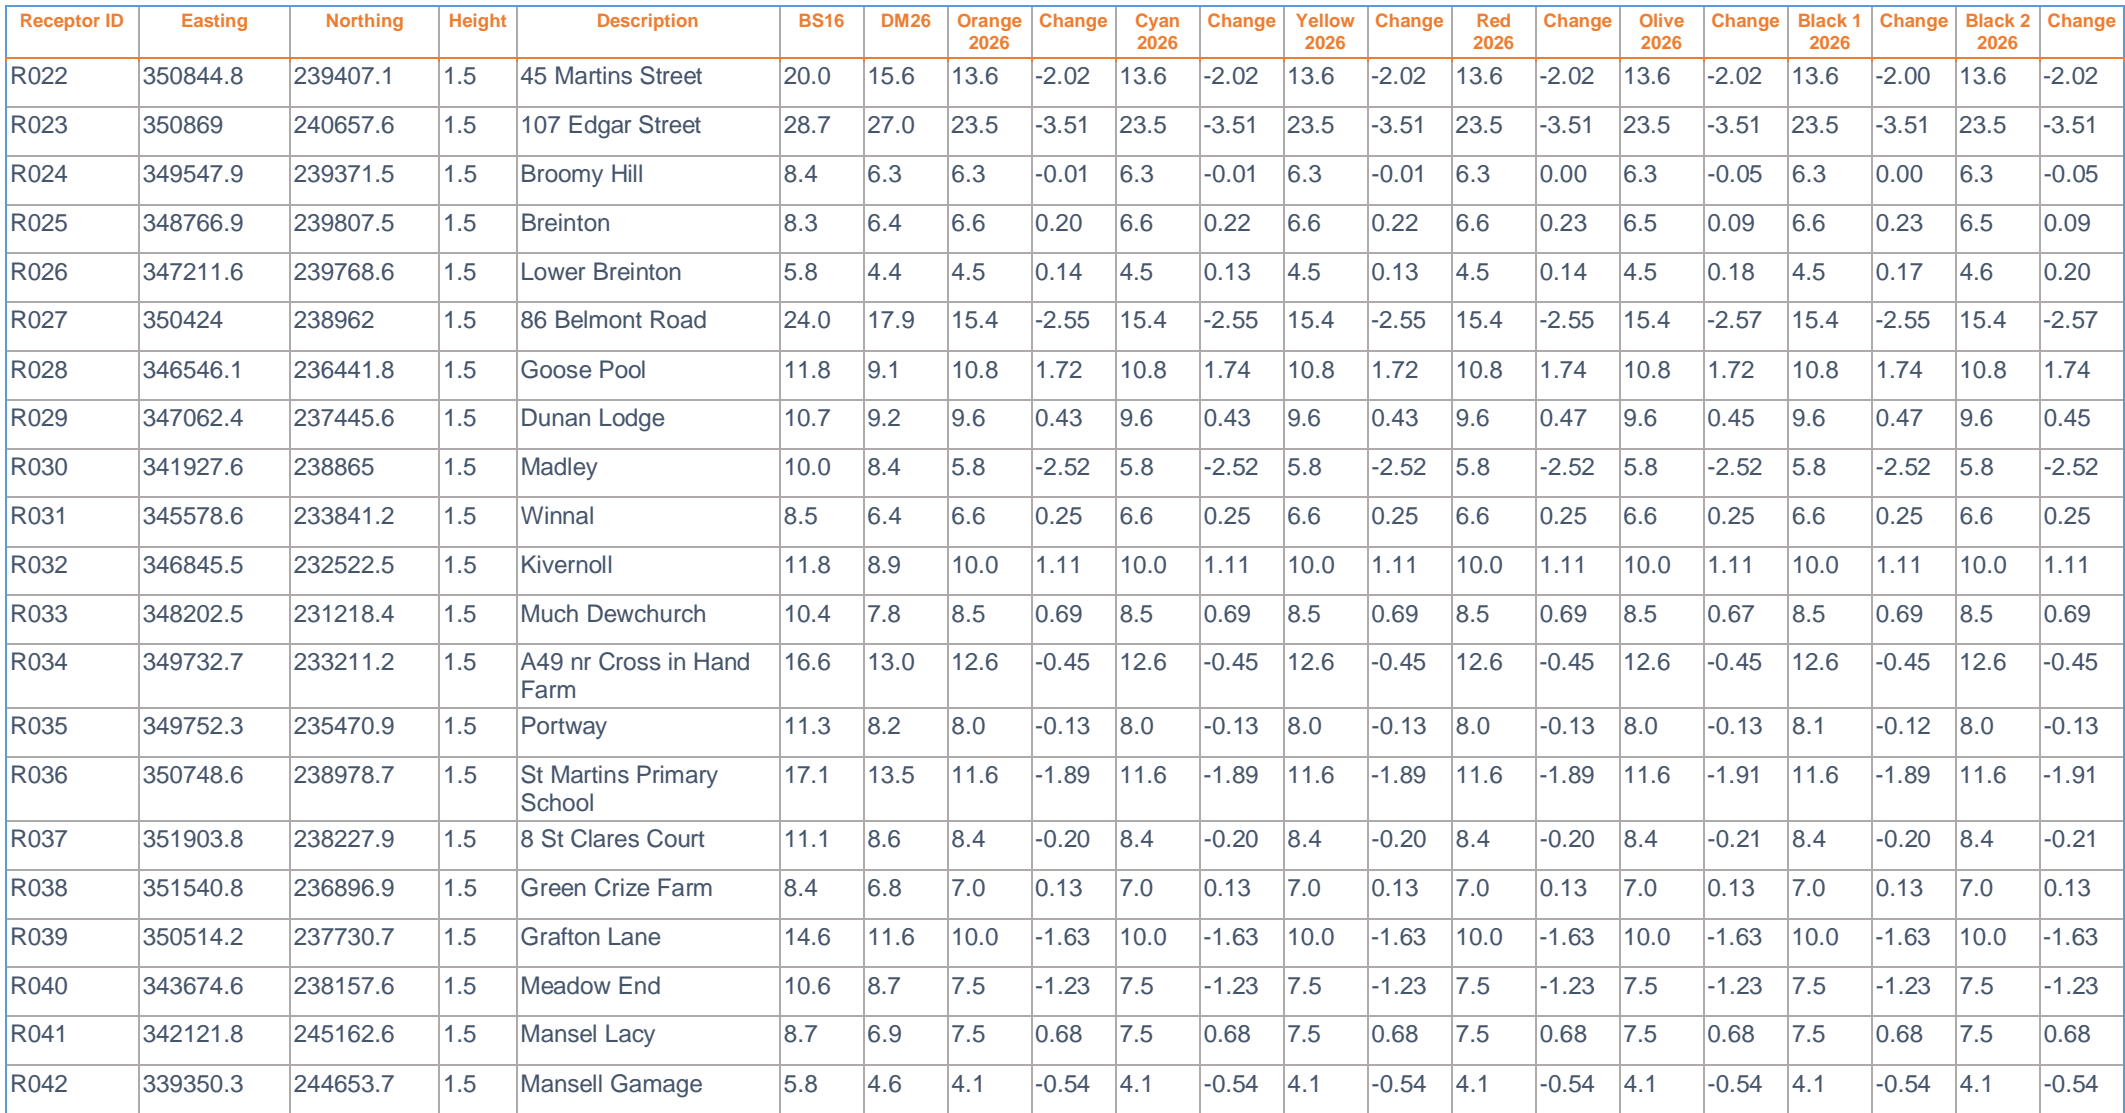 Receptor ID Easting Northing Height Description BS16 DM26 Orange 2026 Change Cyan 2026 Change Yellow 2026 Change Red 2026 Change Olive 2026 Change Black 1 2026 Change Black 2 2026 Change
R022 350844.8 239407.1 1.5 45 Martins Street 20.0 15.6 13.6 -2.02 13.6 -2.02 13.6 -2.02 13.6 -2.02 13.6 -2.02 13.6 -2.00 13.6 -2.02
R023 350869 240657.6 1.5 107 Edgar Street 28.7 27.0 23.5 -3.51 23.5 -3.51 23.5 -3.51 23.5 -3.51 23.5 -3.51 23.5 -3.51 23.5 -3.51
R024 349547.9 239371.5 1.5 Broomy Hill 8.4 6.3 6.3 -0.01 6.3 -0.01 6.3 -0.01 6.3 0.00 6.3 -0.05 6.3 0.00 6.3 -0.05
R025 348766.9 239807.5 1.5 Breinton 8.3 6.4 6.6 0.20 6.6 0.22 6.6 0.22 6.6 0.23 6.5 0.09 6.6 0.23 6.5 0.09
R026 347211.6 239768.6 1.5 Lower Breinton 5.8 4.4 4.5 0.14 4.5 0.13 4.5 0.13 4.5 0.14 4.5 0.18 4.5 0.17 4.6 0.20
R027 350424 238962 1.5 86 Belmont Road 24.0 17.9 15.4 -2.55 15.4 -2.55 15.4 -2.55 15.4 -2.55 15.4 -2.57 15.4 -2.55 15.4 -2.57
R028 346546.1 236441.8 1.5 Goose Pool 11.8 9.1 10.8 1.72 10.8 1.74 10.8 1.72 10.8 1.74 10.8 1.72 10.8 1.74 10.8 1.74
R029 347062.4 237445.6 1.5 Dunan Lodge 10.7 9.2 9.6 0.43 9.6 0.43 9.6 0.43 9.6 0.47 9.6 0.45 9.6 0.47 9.6 0.45
R030 341927.6 238865 1.5 Madley 10.0 8.4 5.8 -2.52 5.8 -2.52 5.8 -2.52 5.8 -2.52 5.8 -2.52 5.8 -2.52 5.8 -2.52
R031 345578.6 233841.2 1.5 Winnal 8.5 6.4 6.6 0.25 6.6 0.25 6.6 0.25 6.6 0.25 6.6 0.25 6.6 0.25 6.6 0.25
R032 346845.5 232522.5 1.5 Kivernoll 11.8 8.9 10.0 1.11 10.0 1.11 10.0 1.11 10.0 1.11 10.0 1.11 10.0 1.11 10.0 1.11
R033 348202.5 231218.4 1.5 Much Dewchurch 10.4 7.8 8.5 0.69 8.5 0.69 8.5 0.69 8.5 0.69 8.5 0.67 8.5 0.69 8.5 0.69
R034 349732.7 233211.2 1.5 A49 nr Cross in Hand Farm 16.6 13.0 12.6 -0.45 12.6 -0.45 12.6 -0.45 12.6 -0.45 12.6 -0.45 12.6 -0.45 12.6 -0.45
R035 349752.3 235470.9 1.5 Portway 11.3 8.2 8.0 -0.13 8.0 -0.13 8.0 -0.13 8.0 -0.13 8.0 -0.13 8.1 -0.12 8.0 -0.13
R036 350748.6 238978.7 1.5 St Martins Primary School 17.1 13.5 11.6 -1.89 11.6 -1.89 11.6 -1.89 11.6 -1.89 11.6 -1.91 11.6 -1.89 11.6 -1.91
R037 351903.8 238227.9 1.5 8 St Clares Court 11.1 8.6 8.4 -0.20 8.4 -0.20 8.4 -0.20 8.4 -0.20 8.4 -0.21 8.4 -0.20 8.4 -0.21
R038 351540.8 236896.9 1.5 Green Crize Farm 8.4 6.8 7.0 0.13 7.0 0.13 7.0 0.13 7.0 0.13 7.0 0.13 7.0 0.13 7.0 0.13
R039 350514.2 237730.7 1.5 Grafton Lane 14.6 11.6 10.0 -1.63 10.0 -1.63 10.0 -1.63 10.0 -1.63 10.0 -1.63 10.0 -1.63 10.0 -1.63
R040 343674.6 238157.6 1.5 Meadow End 10.6 8.7 7.5 -1.23 7.5 -1.23 7.5 -1.23 7.5 -1.23 7.5 -1.23 7.5 -1.23 7.5 -1.23
R041 342121.8 245162.6 1.5 Mansel Lacy 8.7 6.9 7.5 0.68 7.5 0.68 7.5 0.68 7.5 0.68 7.5 0.68 7.5 0.68 7.5 0.68
R042 339350.3 244653.7 1.5 Mansell Gamage 5.8 4.6 4.1 -0.54 4.1 -0.54 4.1 -0.54 4.1 -0.54 4.1 -0.54 4.1 -0.54 4.1 -0.54